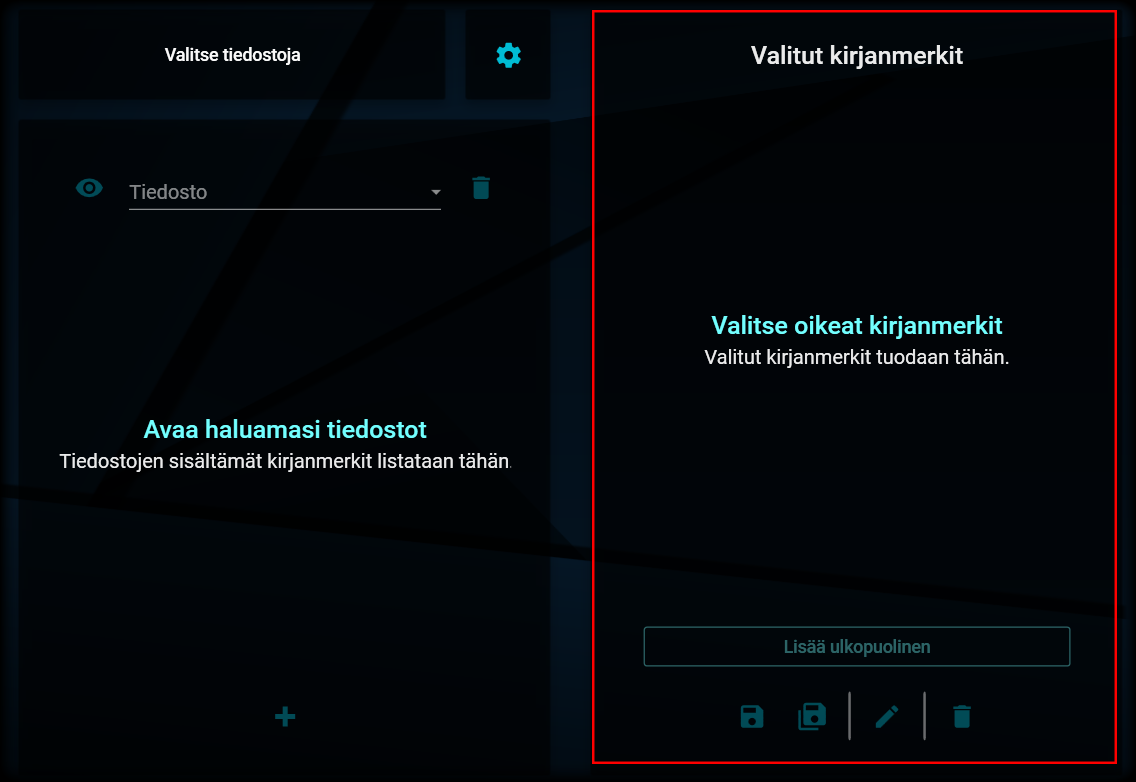 Valitse tiedostoja
Tiedosto
Avaa haluamasi tiedostot
Tiedostojen sisältämät kirjanmerkit listataan tähän.
Valitut kirjanmerkit
Valitse oikeat kirjanmerkit
Valitut kirjanmerkit tuodaan tähän.
Lisää ulkopuolinen